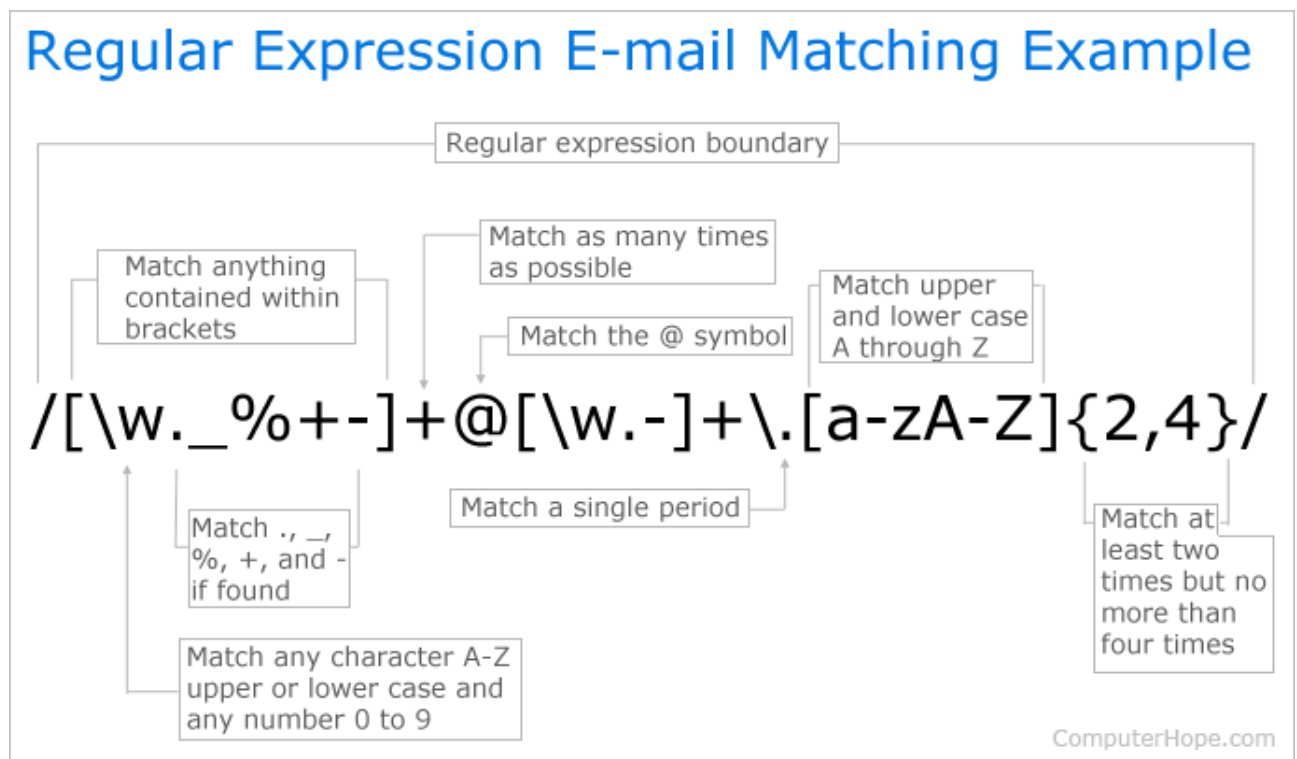 Regular Expression E-mail Matching Example
Regular expression boundary
Match as many times
as possible
Match anything
contained within
brackets
Match upper
and lower case
A through Z
Match the @ symbol
/[\w._%+-]+@[\w.-]+\.[a-zA-Z]{2,4}/
Match a single period
Match ., _,
%, +, and -
if found
Match at
least two
times but no
more than
four times
Match any character A-Z
upper or lower case and
any number 0 to 9
ComputerHope.com